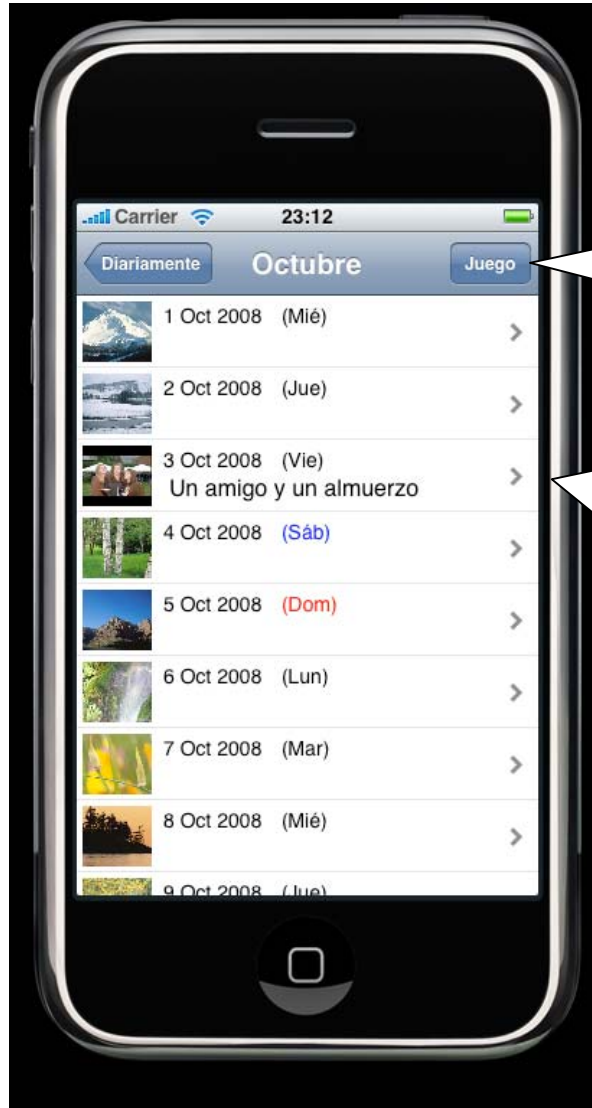 Carrier 23:12
Diariamente Octubre Juego
1 Oct 2008 (Mié)
2 Oct 2008 (Jue)
3 Oct 2008 (Vie)
Un amigo y un almuerzo
4 Oct 2008 (Sáb)
5 Oct 2008 (Dom)
6 Oct 2008 (Lun)
7 Oct 2008 (Mar)
8 Oct 2008 (Mié)
9 Oct 2008 (Jue)